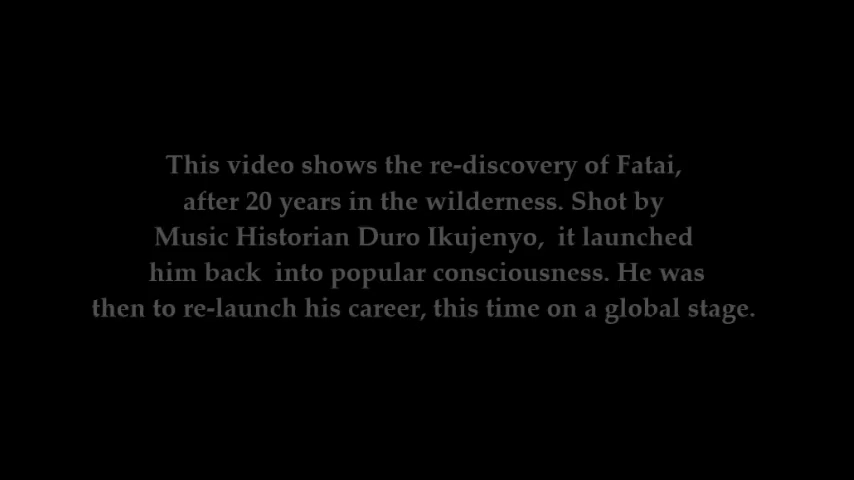 This video shows the re-discovery of Fatai,
after 20 years in the wilderness. Shot by
Music Historian Duro Ikujenyo,  it launched
him back  into popular consciousness. He was
then to re-launch his career, this time on a global stage.